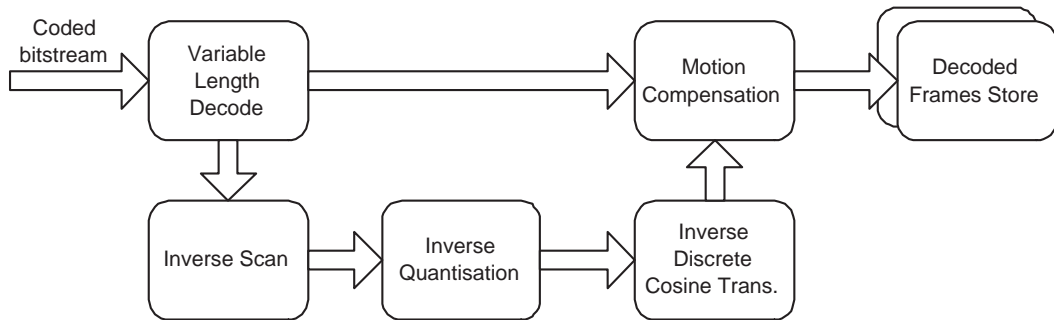 Coded
bitstream
Variable
Length
Decode
Motion
Compensation
Decoded
Frames Store
Inverse Scan
Inverse
Quantisation
Inverse
Discrete
Cosine Trans.